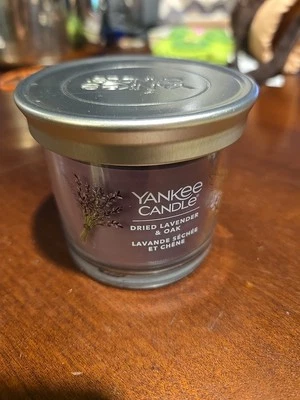 YANKEE
CANDLE®
DRIED LAVENDER
& OAK
LAVANDE SÉCHÉE
ET CHÊNE